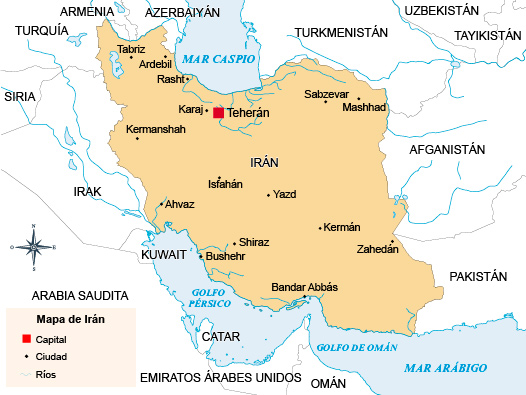 ARMENIA
AZERBAIYÁN
UZBEKISTÁN
TURQUÍA
TURKMENISTÁN
TAYIKISTÁN
Tabriz
Ardebil
MAR CASPIO
Rasht
SIRIA
Sabzevar
Mashhad
Karaj
Teherán
Kermanshah
AFGANISTÁN
IRÁN
Isfahán
IRAK
Yazd
Ahvaz
Kermán
Shiraz
Zahedán
KUWAIT
Bushehr
PAKISTÁN
Bandar Abbás
ARABIA SAUDITA
GOLFO
PÉRSICO
Mapa de Irán
Capital
CATAR
GOLFO DE OMÁN
Ciudad
MAR ARÁBIGO
Ríos
EMIRATOS ÁRABES UNIDOS
OMÁN